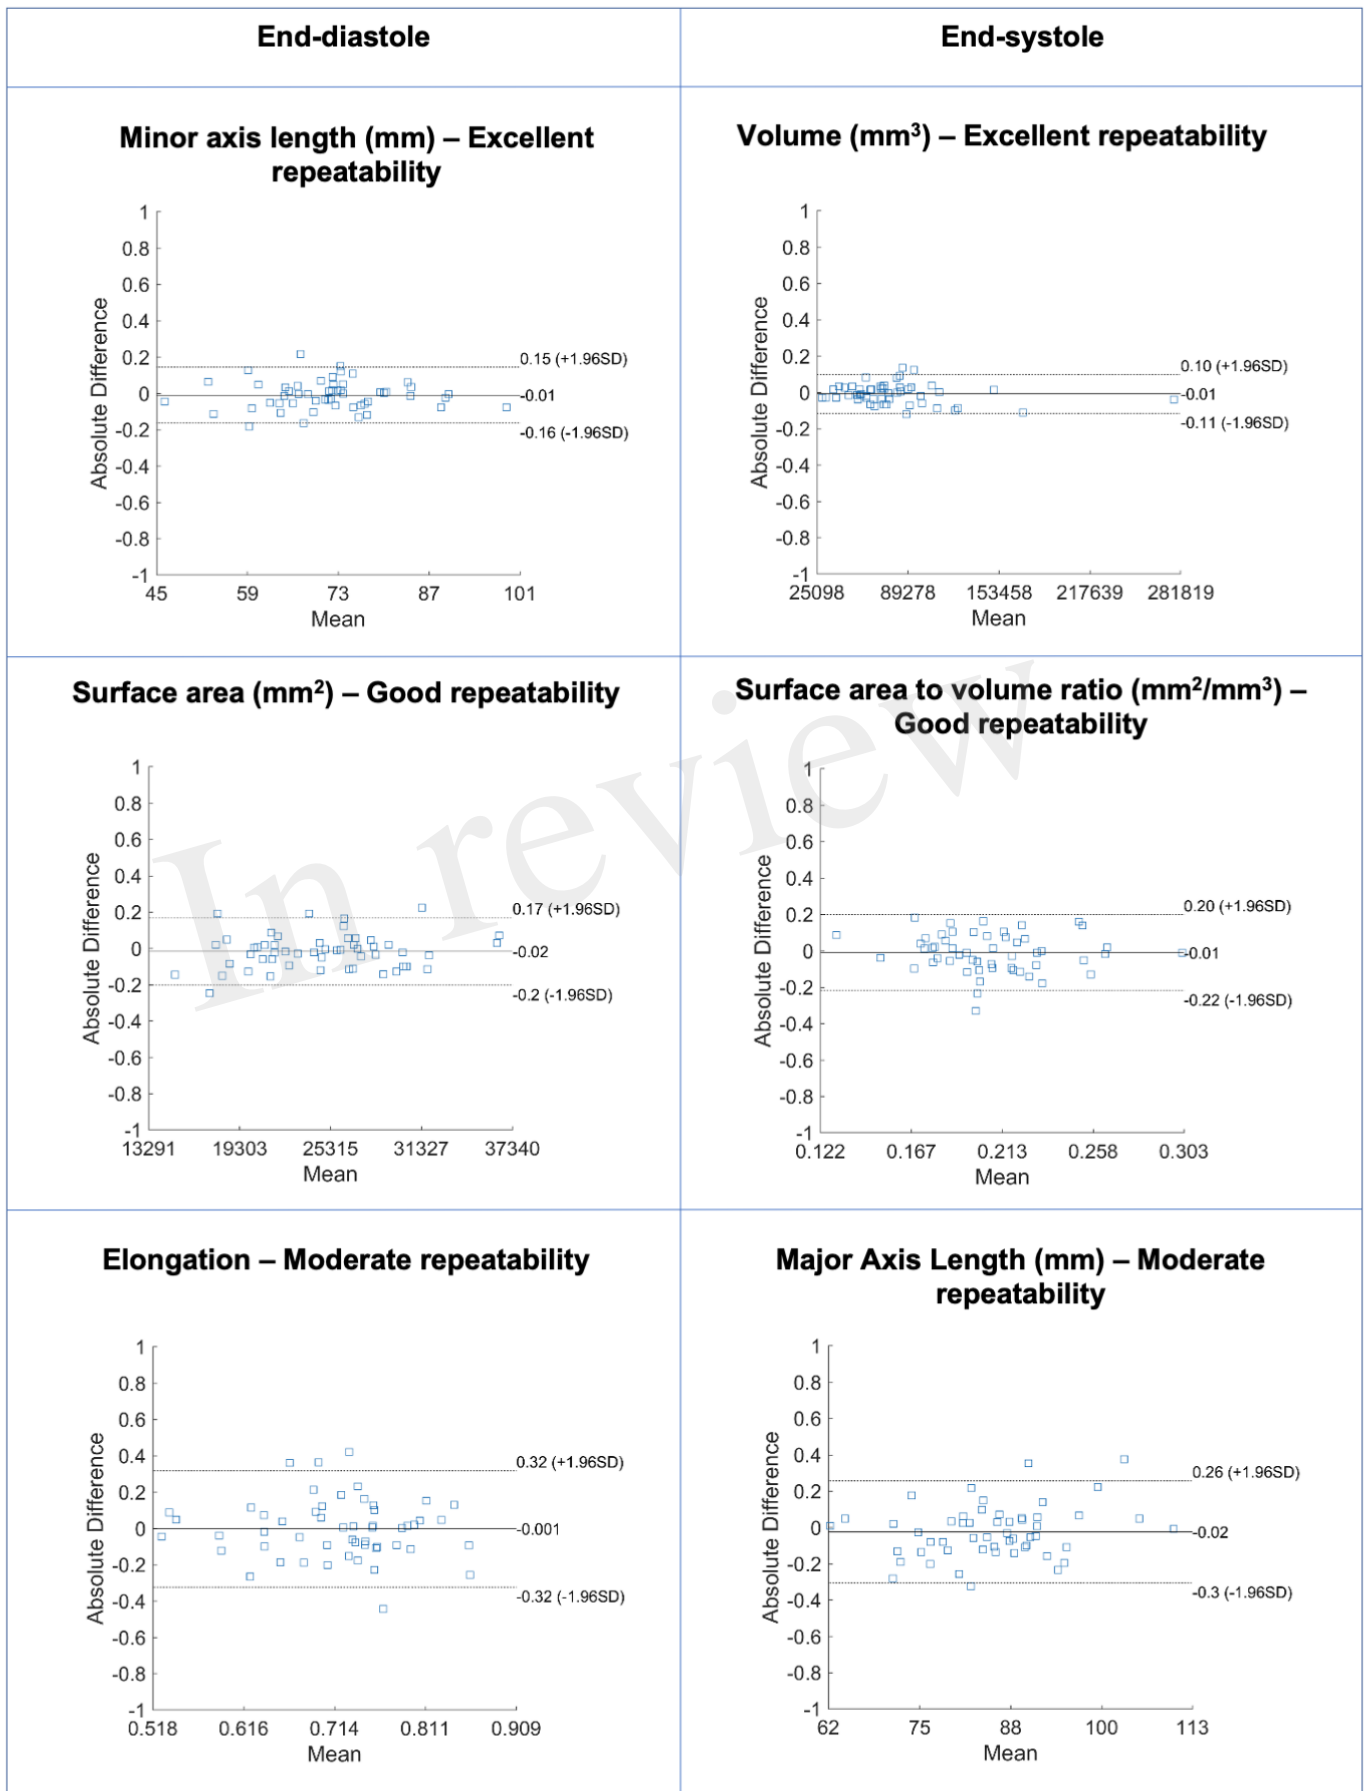 End-diastole
End-systole
Minor axis length (mm) – Excellent
repeatability
1
0.8
0.6
0.4
0.2
0
-0.2
-0.4
-0.6
-0.8
-1
Absolute Difference
0.15 (+1.96SD)
-0.01
-0.16 (-1.96SD)
45 59 73 87 101
Mean
Volume (mm³) – Excellent repeatability
1
0.8
0.6
0.4
0.2
0
-0.2
-0.4
-0.6
-0.8
-1
Absolute Difference
0.10 (+1.96SD)
-0.01
-0.11 (-1.96SD)
25098 89278 153458 217639 281819
Mean
Surface area (mm²) – Good repeatability
1
0.8
0.6
0.4
0.2
0
-0.2
-0.4
-0.6
-0.8
-1
Absolute Difference
0.17 (+1.96SD)
-0.02
-0.2 (-1.96SD)
13291 19303 25315 31327 37340
Mean
Surface area to volume ratio (mm²/mm³) –
Good repeatability
1
0.8
0.6
0.4
0.2
0
-0.2
-0.4
-0.6
-0.8
-1
Absolute Difference
0.20 (+1.96SD)
-0.01
-0.22 (-1.96SD)
0.122 0.167 0.213 0.258 0.303
Mean
In review
Elongation – Moderate repeatability
1
0.8
0.6
0.4
0.2
0
-0.2
-0.4
-0.6
-0.8
-1
Absolute Difference
0.32 (+1.96SD)
-0.001
-0.32 (-1.96SD)
0.518 0.616 0.714 0.811 0.909
Mean
Major Axis Length (mm) – Moderate
repeatability
1
0.8
0.6
0.4
0.2
0
-0.2
-0.4
-0.6
-0.8
-1
Absolute Difference
0.26 (+1.96SD)
-0.02
-0.3 (-1.96SD)
62 75 88 100 113
Mean